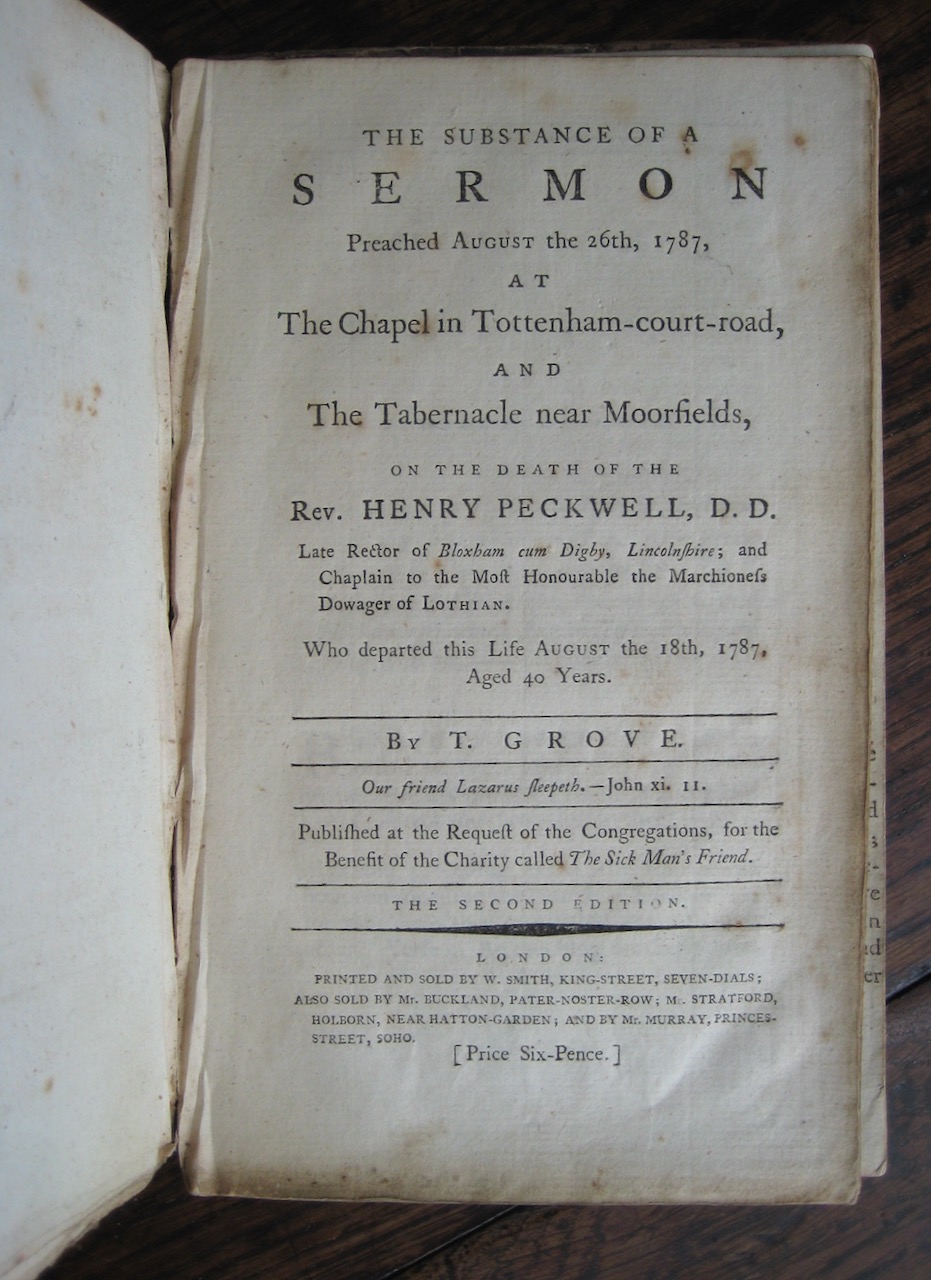 THE SUBSTANCE OF A
SERMON
Preached AUGUST the 26th, 1787,
AT
The Chapel in Tottenham-court-road,
AND
The Tabernacle near Moorfields,
ON THE DEATH OF THE
Rev. HENRY PECKWELL, D. D.
Late Rector of Bloxham cum Digby, Lincolnſhire; and
Chaplain to the Moſt Honourable the Marchioneſs
Dowager of LOTHIAN.
Who departed this Life AUGUST the 18th, 1787,
Aged 40 Years.
By T. GROVE.
Our friend Lazarus ſleepeth.—John xi. 11.
Publiſhed at the Requeſt of the Congregations, for the
Benefit of the Charity called The Sick Man's Friend.
THE SECOND EDITION.
LONDON:
PRINTED AND SOLD BY W. SMITH, KING-STREET, SEVEN-DIALS;
ALSO SOLD BY Mr. BUCKLAND, PATER-NOSTER-ROW; M. STRATFORD,
HOLBORN, NEAR HATTON-GARDEN; AND BY Mr. MURRAY, PRINCES-
STREET, SOHO.
[Price Six-Pence.]